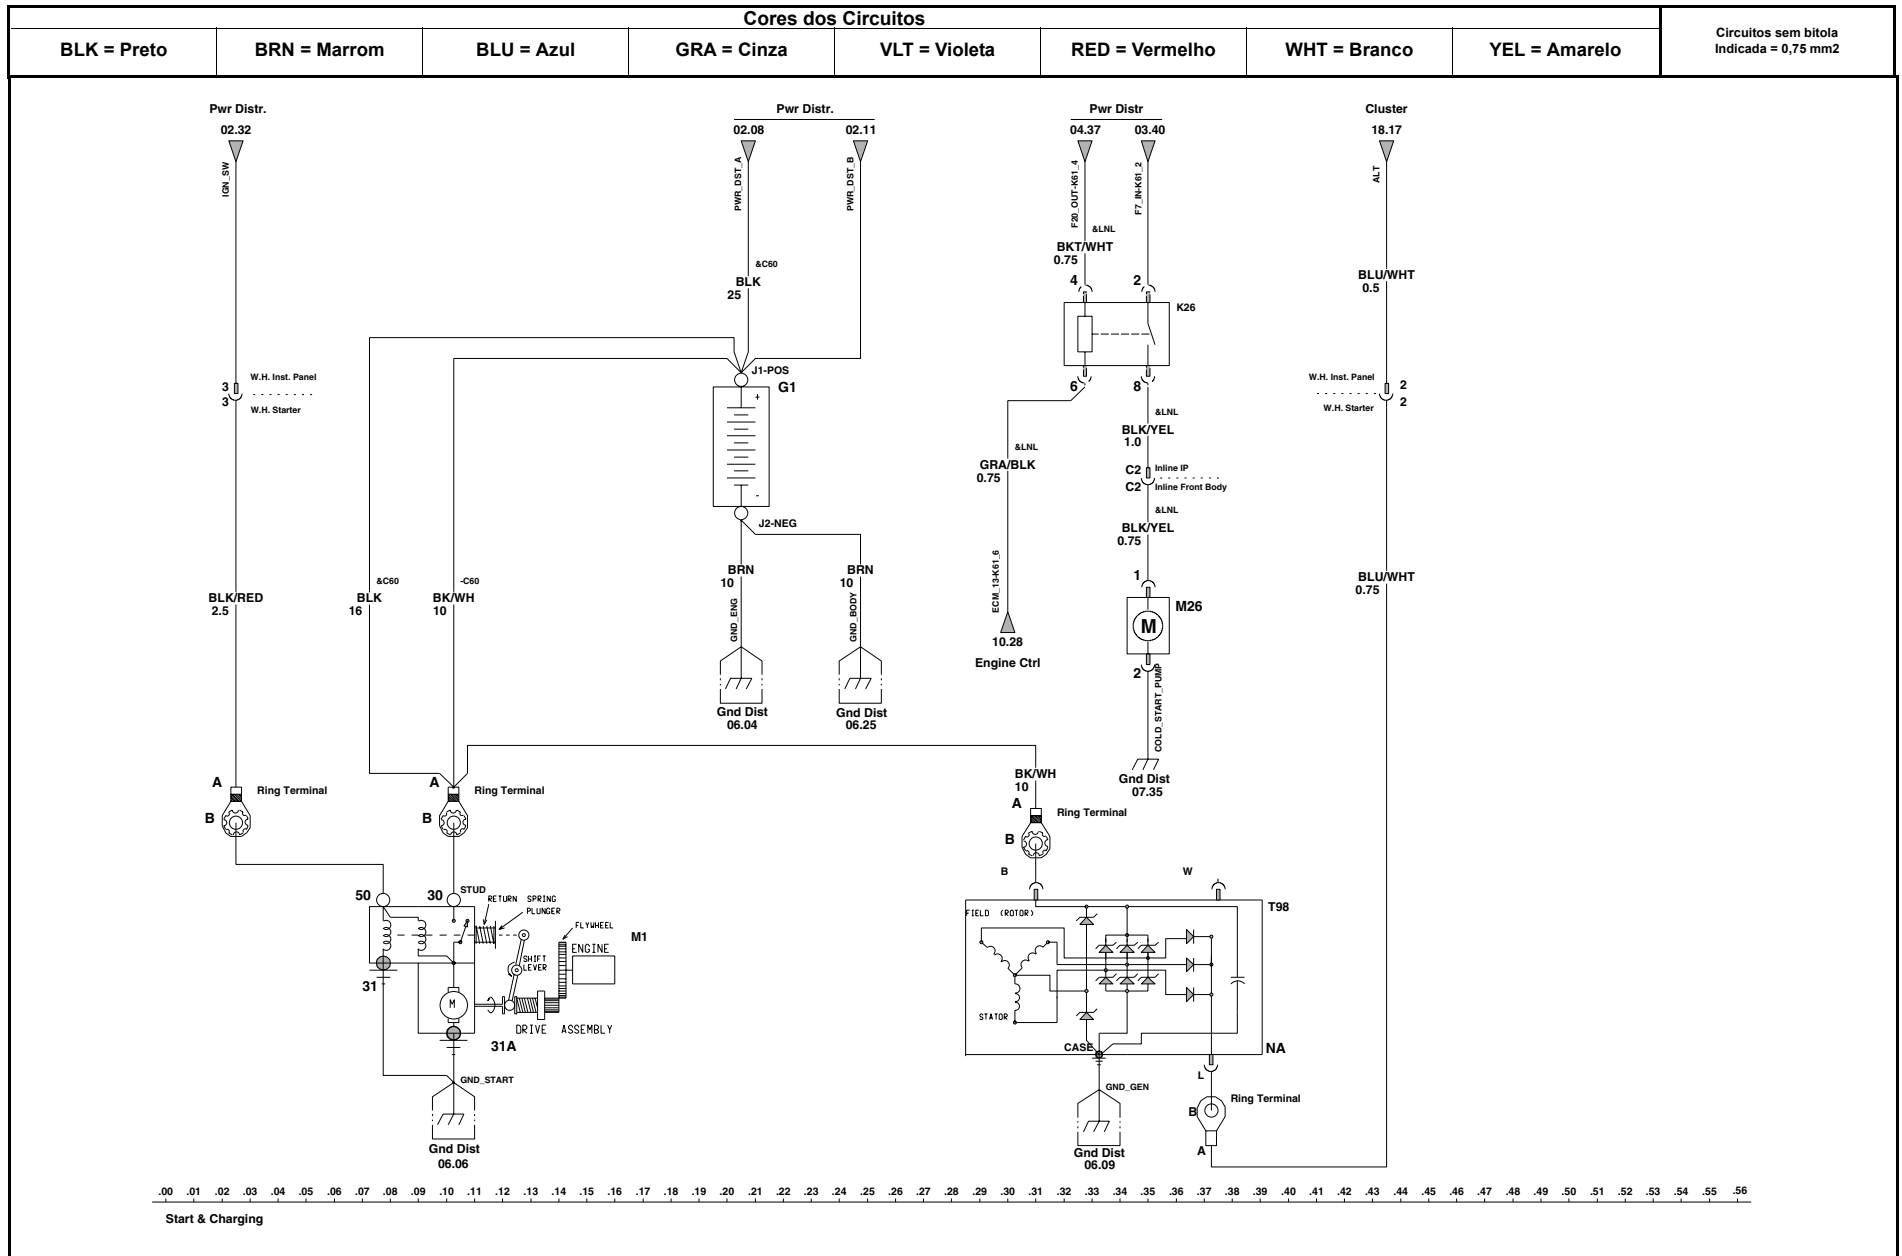 Cores dos Circuitos
BLK = Preto
BRN = Marrom
BLU = Azul
GRA = Cinza
VLT = Violeta
RED = Vermelho
WHT = Branco
YEL = Amarelo
Circuitos sem bitola
Indicada = 0,75 mm2
Pwr Distr.
02.32
IGN_SW
Pwr Distr.
02.08
02.11
PWR_DST_A
PWR_DST_B
Pwr Distr
04.37
03.40
F20_OUT-K61_4
F7_IN-K61_2
Cluster
18.17
ALT
&LNL
BKT/WHT
0.75
&C60
BLK
25
BLU/WHT
0.5
4
2
K26
6
8
J1-POS
G1
+
-
J2-NEG
3
W.H. Inst. Panel
3
W.H. Starter
W.H. Inst. Panel
2
W.H. Starter
2
&LNL
BLK/YEL
1.0
&LNL
GRA/BLK
0.75
C2
Inline IP
C2
Inline Front Body
&LNL
BLK/YEL
0.75
BLK/RED
2.5
&C60
BLK
16
-C60
BK/WH
10
BRN
10
GND_ENG
BRN
10
GND_BODY
ECM_13-K61_6
10.28
Engine Ctrl
1
M26
M
2
COLD_START_PUMP
BLU/WHT
0.75
Gnd Dist
06.04
Gnd Dist
06.25
Gnd Dist
07.35
A
Ring Terminal
B
A
Ring Terminal
B
BK/WH
10
A
Ring Terminal
B
B
W
50
30
STUD
RETURN SPRING
PLUNGER
FLYWHEEL
ENGINE
M1
SHIFT
LEVER
31
M
DRIVE ASSEMBLY
31A
GND_START
Gnd Dist
06.06
T98
FIELD (ROTOR)
STATOR
CASE
NA
L
GND_GEN
Ring Terminal
B
A
Gnd Dist
06.09
.00 .01 .02 .03 .04 .05 .06 .07 .08 .09 .10 .11 .12 .13 .14 .15 .16 .17 .18 .19 .20 .21 .22 .23 .24 .25 .26 .27 .28 .29 .30 .31 .32 .33 .34 .35 .36 .37 .38 .39 .40 .41 .42 .43 .44 .45 .46 .47 .48 .49 .50 .51 .52 .53 .54 .55 .56
Start & Charging